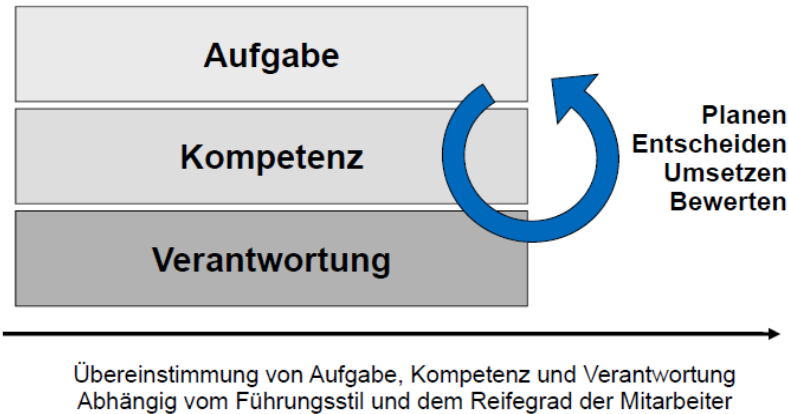 Aufgabe
Kompetenz
Verantwortung
Planen
Entscheiden
Umsetzen
Bewerten
Übereinstimmung von Aufgabe, Kompetenz und Verantwortung
Abhängig vom Führungsstil und dem Reifegrad der Mitarbeiter